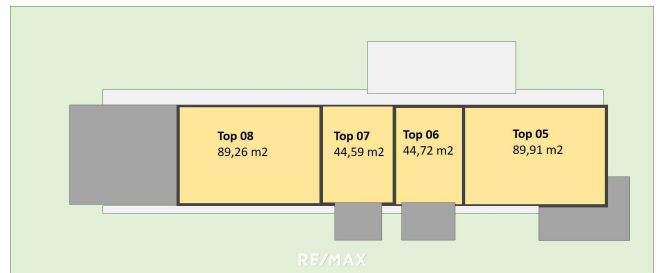 Top 08
89,26 m2
Top 07
44,59 m2
Top 06
44,72 m2
Top 05
89,91 m2
RE/MAX